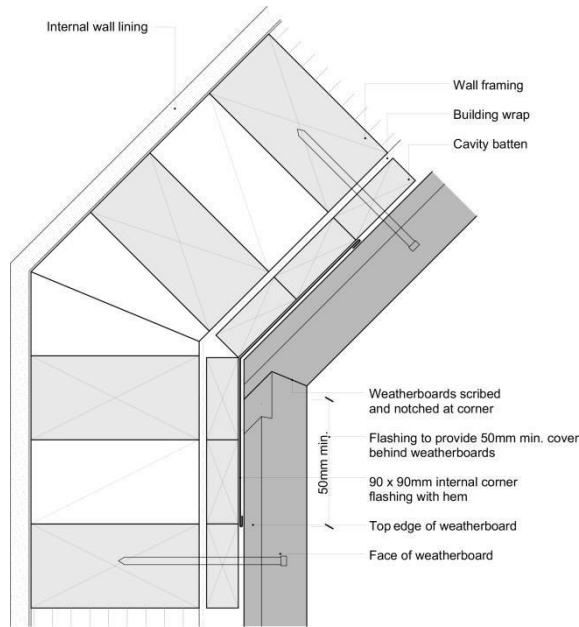 Internal wall lining
Wall framing
Building wrap
Cavity batten
Weatherboards scribed
and notched at corner
Flashing to provide 50mm min. cover
behind weatherboards
50mm min.
90 x 90mm internal corner
flashing with hem
Top edge of weatherboard
Face of weatherboard